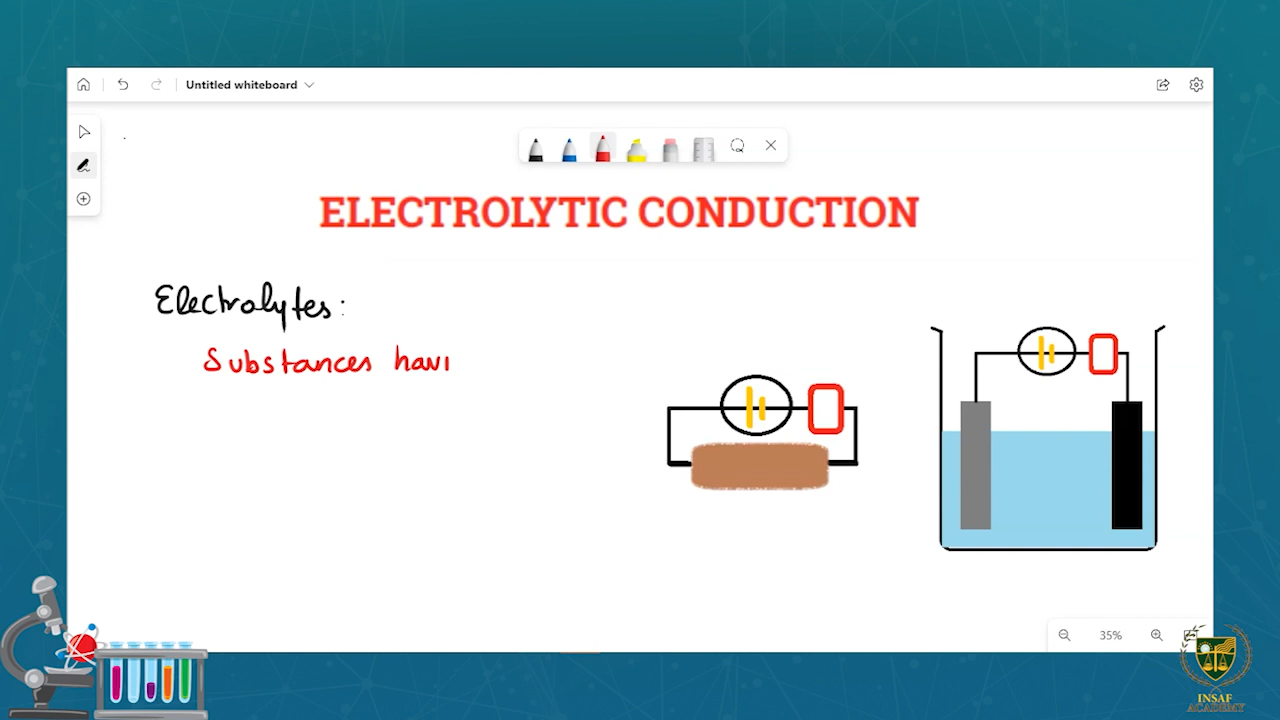 Untitled whiteboard
ELECTROLYTIC CONDUCTION
Electrolytes:
Substances havi
35%
INSAF
ACADEMY